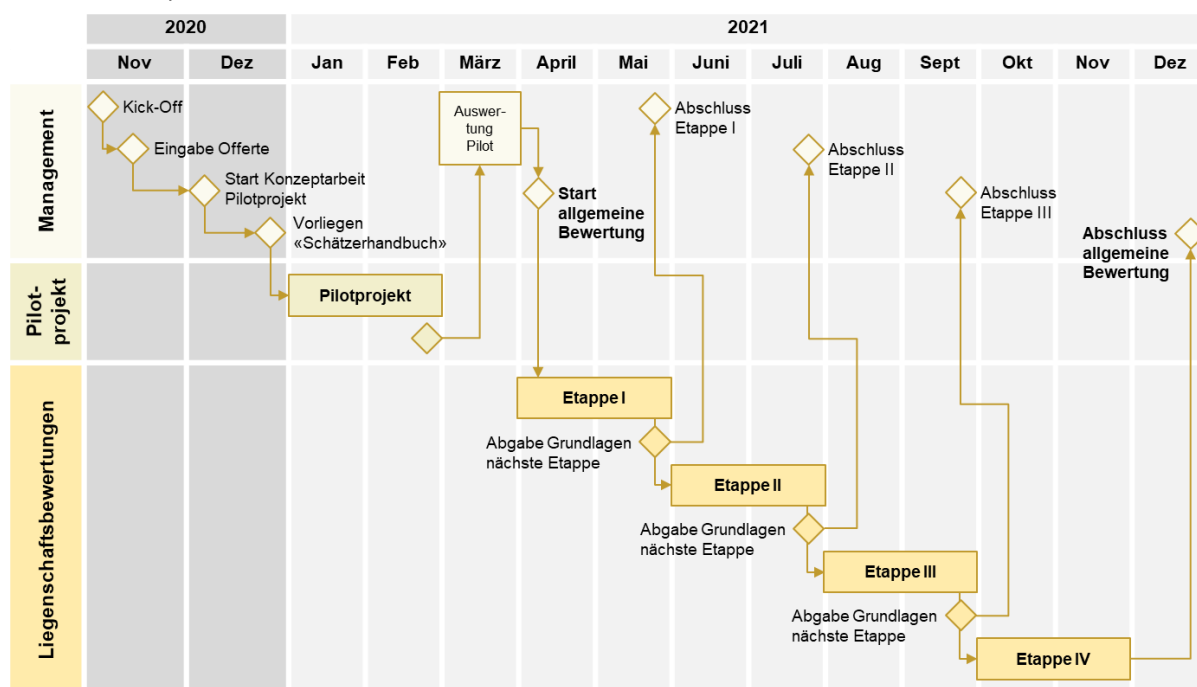 2020
2021
Nov
Dez
Jan
Feb
März
April
Mai
Juni
Juli
Aug
Sept
Okt
Nov
Dez
Management
Kick-Off
Eingabe Offerte
Start Konzeptarbeit
Pilotprojekt
Vorliegen
«Schätzerhandbuch»
Auswer-
tung
Pilot
Start
allgemeine
Bewertung
Abschluss
Etappe I
Abschluss
Etappe II
Abschluss
Etappe III
Abschluss
allgemeine
Bewertung
Pilot-
projekt
Pilotprojekt
Liegenschaftsbewertungen
Etappe I
Abgabe Grundlagen
nächste Etappe
Etappe II
Abgabe Grundlagen
nächste Etappe
Etappe III
Abgabe Grundlagen
nächste Etappe
Etappe IV